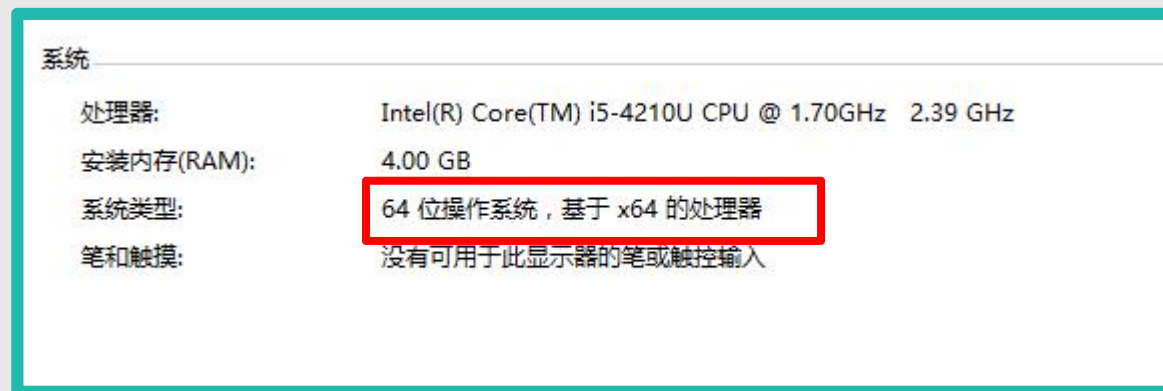 系统
处理器: Intel(R) Core(TM) i5-4210U CPU @ 1.70GHz 2.39 GHz
安装内存(RAM): 4.00 GB
系统类型: 64 位操作系统，基于 x64 的处理器
笔和触摸: 没有可用于此显示器的笔或触控输入